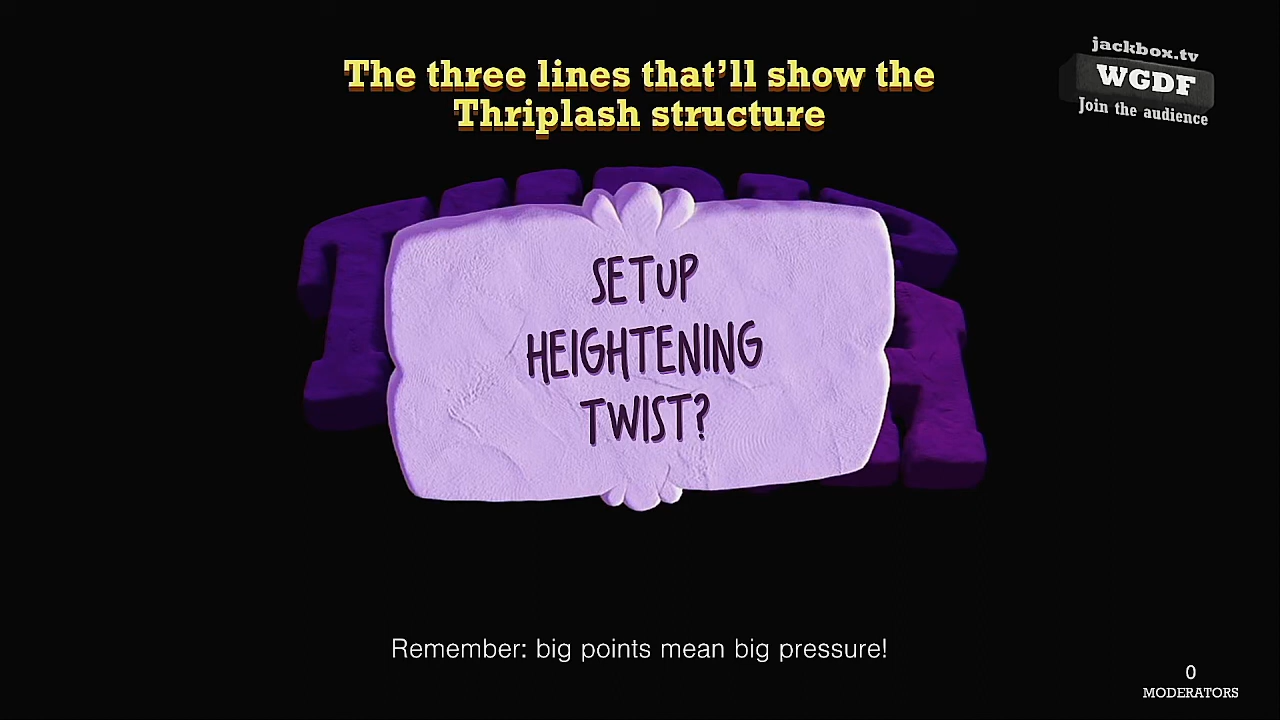 The three lines that'll show the
Thriplash structure
jackbox.tv
WGDF
Join the audience
SETUP
HEIGHTENING
TWIST?
Remember: big points mean big pressure!
0
MODERATORS